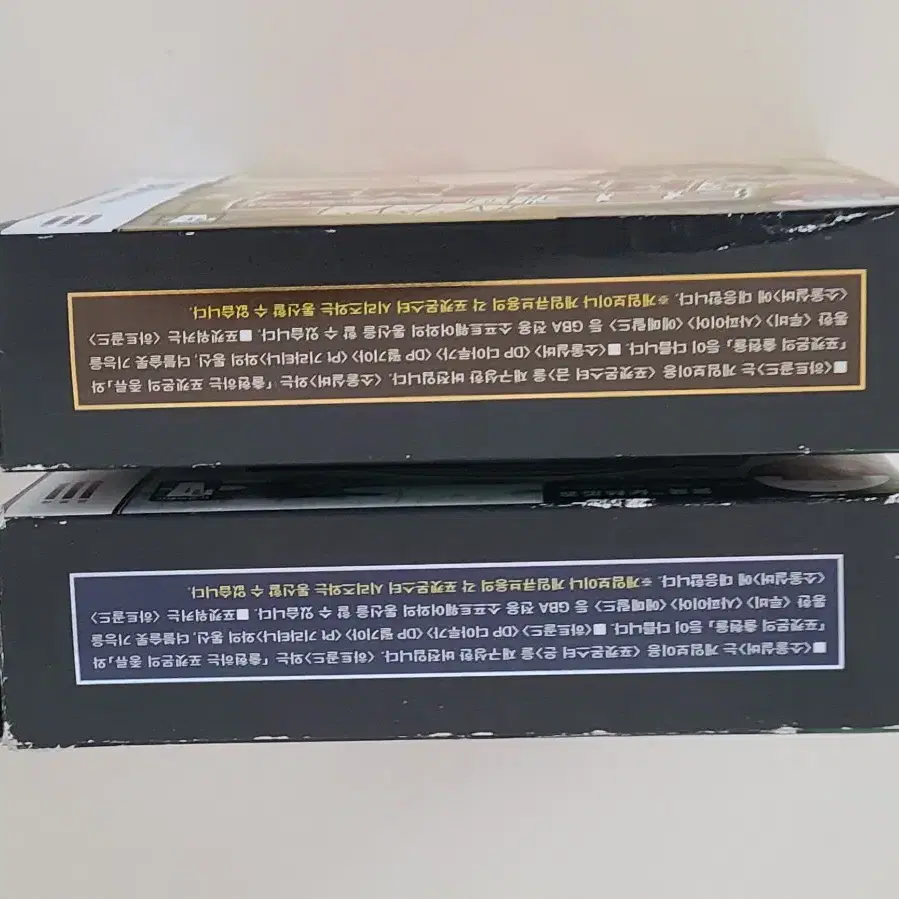 ■〈소울실버〉는 게임보이용 〈포켓몬스터 은〉을 재구성한 버전입니다. 〈하트골드〉와는 「출현하는 포켓몬의 종류」와
「포켓몬의 출현율」 등이 다릅니다. ■〈하트골드〉〈DP 디아루가〉〈DP 펄기아〉〈Pt 기라티나〉와의 통신, 더블슬롯 기능을
통한 〈루비〉〈사파이어〉〈에메랄드〉 등 GBA 전용 소프트웨어와의 통신을 할 수 있습니다. ■포켓워커는 〈하트골드〉
〈소울실버〉에 대응합니다. ※게임보이나 게임큐브용의 각 포켓몬스터 시리즈와는 통신할 수 없습니다.
■〈하트골드〉는 게임보이용 〈포켓몬스터 금〉을 재구성한 버전입니다. 〈소울실버〉와는 「출현하는 포켓몬의 종류」와
「포켓몬의 출현율」 등이 다릅니다. ■〈소울실버〉〈DP 디아루가〉〈DP 펄기아〉〈Pt 기라티나〉와의 통신, 더블슬롯 기능을
통한 〈루비〉〈사파이어〉〈에메랄드〉 등 GBA 전용 소프트웨어와의 통신을 할 수 있습니다. ■포켓워커는 〈하트골드〉
〈소울실버〉에 대응합니다. ※게임보이나 게임큐브용의 각 포켓몬스터 시리즈와는 통신할 수 없습니다.